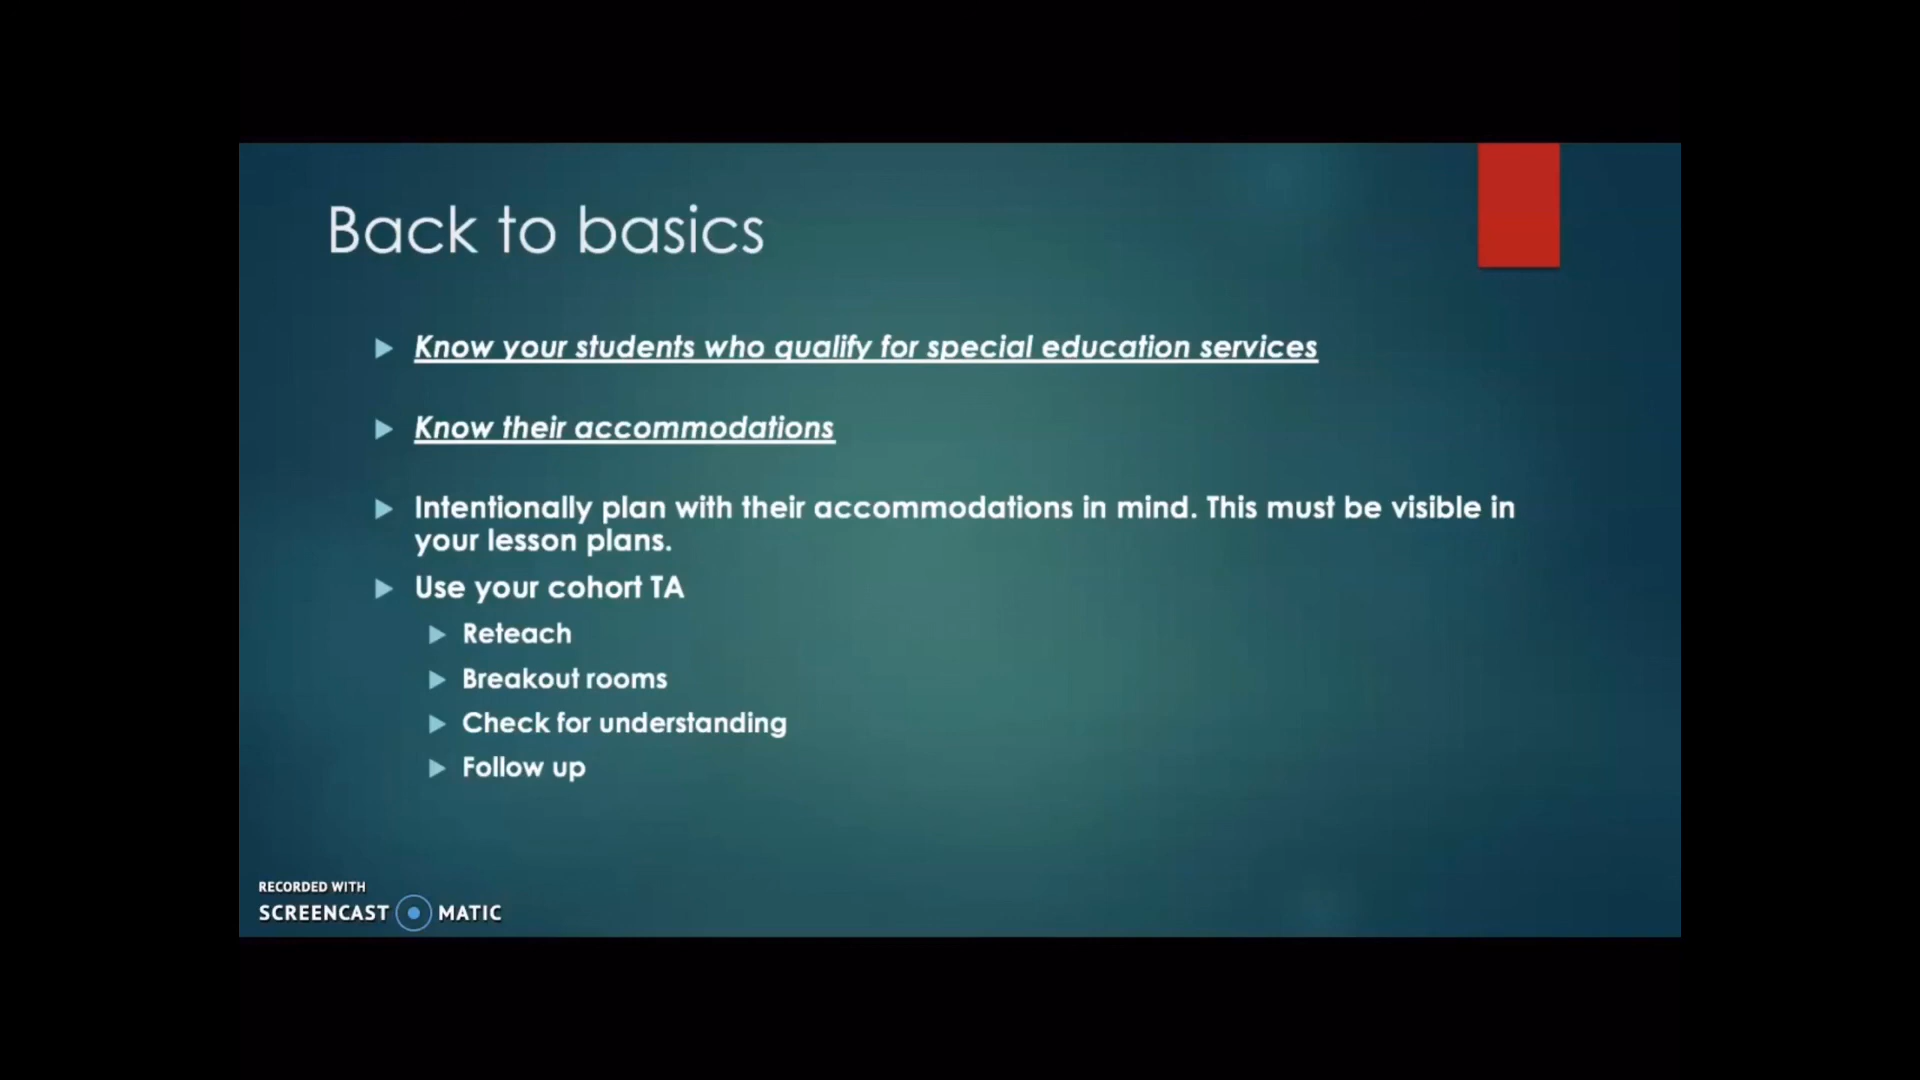 Back to basics
Know your students who qualify for special education services
Know their accommodations
Intentionally plan with their accommodations in mind. This must be visible in
your lesson plans.
Use your cohort TA
Reteach
Breakout rooms
Check for understanding
Follow up
RECORDED WITH
SCREENCAST MATIC